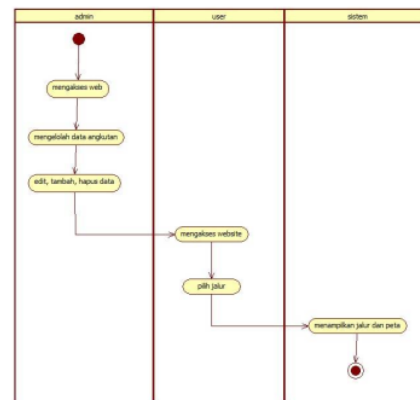 admin
user
sistem
mengakses web
mengelolah data angkutan
edit, tambah, hapus data
mengakses website
pilih jalur
menampilkan jalur dan peta